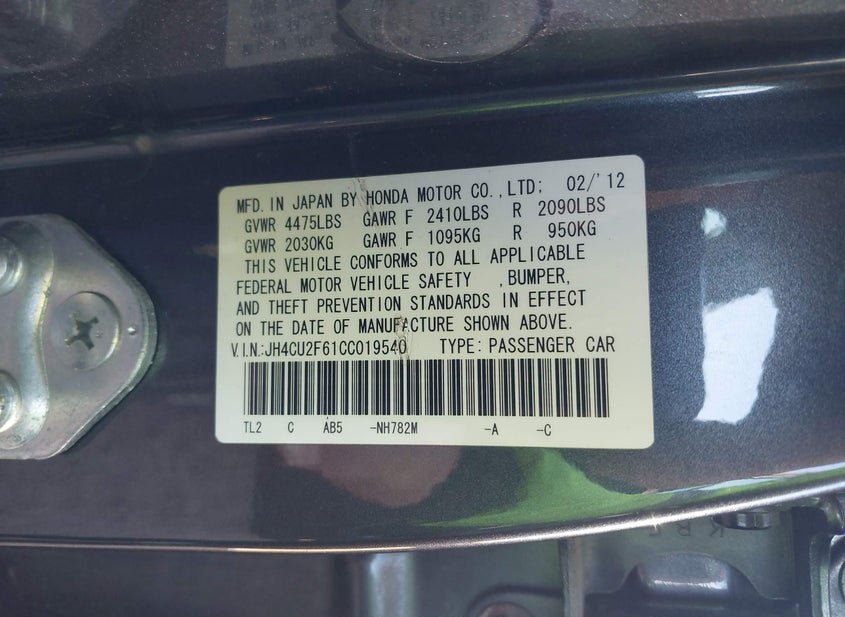 MFD. IN JAPAN BY HONDA MOTOR CO.,LTD; 02/'12
GVWR 4475LBS GAWR F 2410LBS R 2090LBS
GVWR 2030KG GAWR F 1095KG R 950KG
THIS VEHICLE CONFORMS TO ALL APPLICABLE
FEDERAL MOTOR VEHICLE SAFETY ,BUMPER,
AND THEFT PREVENTION STANDARDS IN EFFECT
ON THE DATE OF MANUFACTURE SHOWN ABOVE.
V.I.N.:JH4CU2F61CC019540 TYPE: PASSENGER CAR
TL2 C AB5 -NH782M -A -C